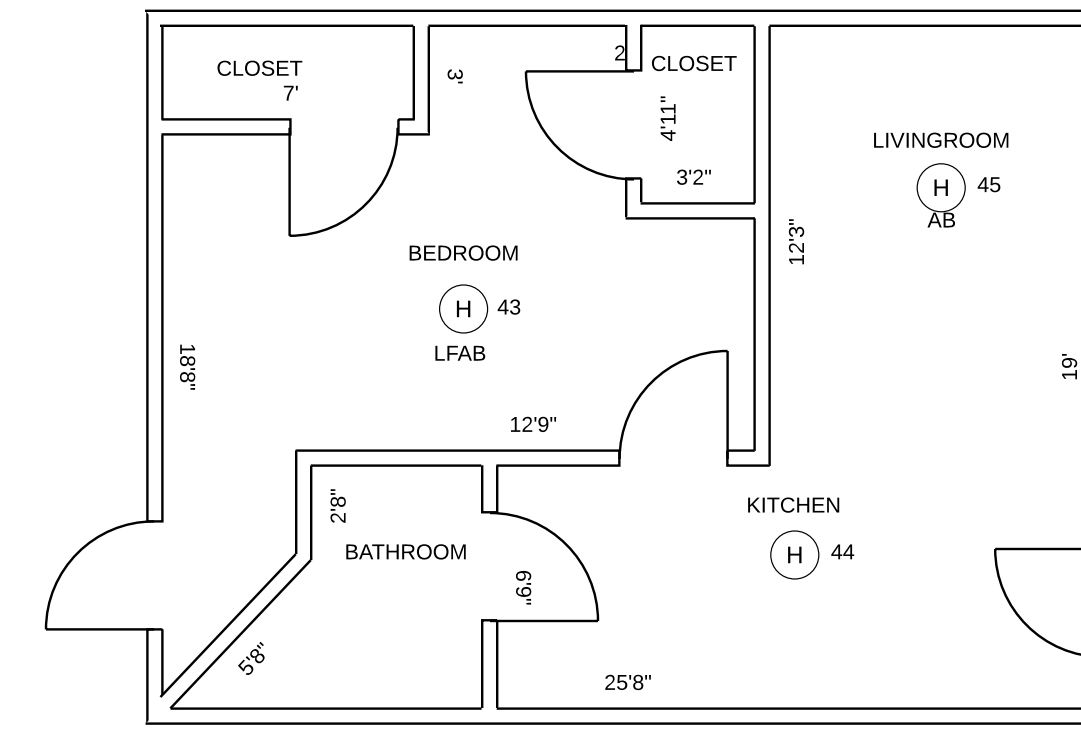 CLOSET
7'
3'
2
CLOSET
4'11"
3'2"
LIVINGROOM
H 45
AB
12'3"
BEDROOM
H 43
LFAB
18'8"
19'
12'9"
2'8"
BATHROOM
KITCHEN
H 44
6'9"
5'8"
25'8"